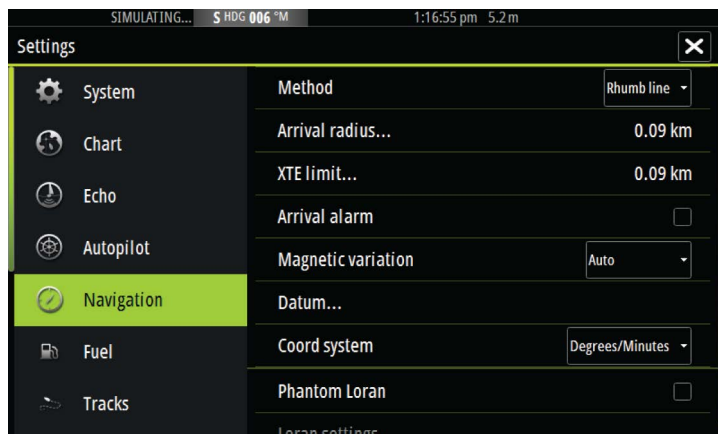 SIMULATING... S HDG 006 °M 1:16:55 pm 5.2 m
Settings
System
Chart
Echo
Autopilot
Navigation
Fuel
Tracks
Method Rhumb line
Arrival radius... 0.09 km
XTE limit... 0.09 km
Arrival alarm
Magnetic variation Auto
Datum...
Coord system Degrees/Minutes
Phantom Loran
Loran settings